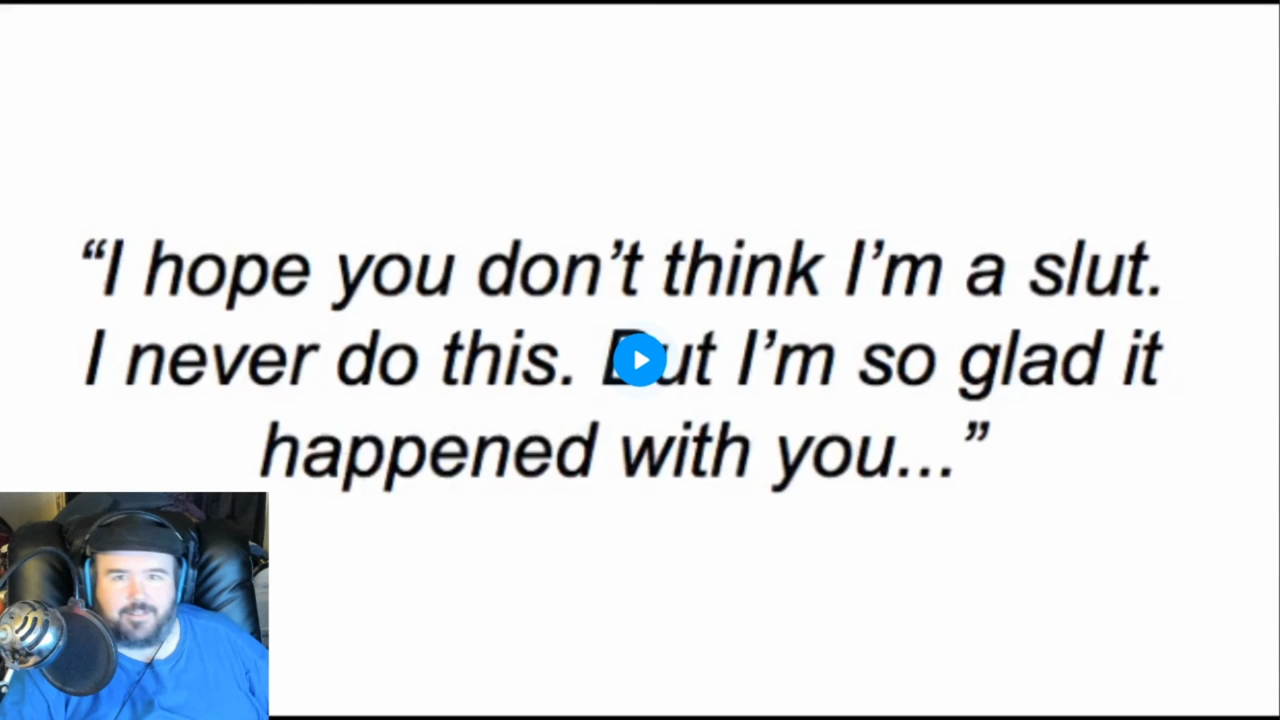 “I hope you don’t think I’m a slut.
I never do this. But I’m so glad it
happened with you...”